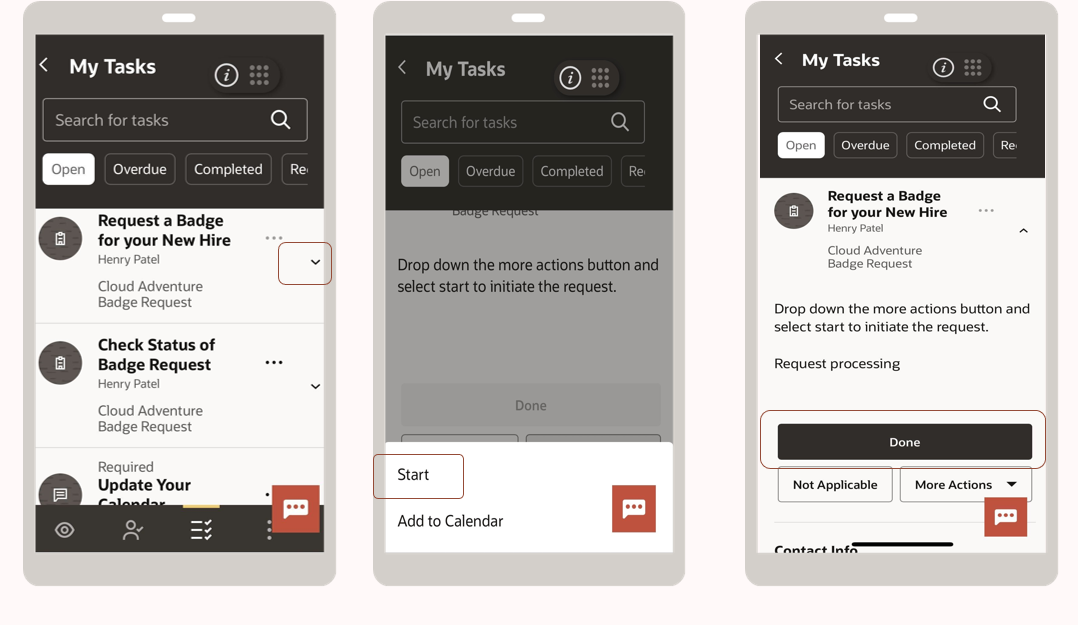 My Tasks
Search for tasks
Open Overdue Completed Re
Request a Badge
for your New Hire
Henry Patel
Cloud Adventure
Badge Request
Check Status of
Badge Request
Henry Patel
Cloud Adventure
Badge Request
Required
Update Your
Calendar
My Tasks
Search for tasks
Open Overdue Completed Re
Badge Request
Drop down the more actions button and
select start to initiate the request.
Done
Start
Add to Calendar
My Tasks
Search for tasks
Open Overdue Completed Re
Request a Badge
for your New Hire
Henry Patel
Cloud Adventure
Badge Request
Drop down the more actions button and
select start to initiate the request.
Request processing
Done
Not Applicable More Actions
Contact Info